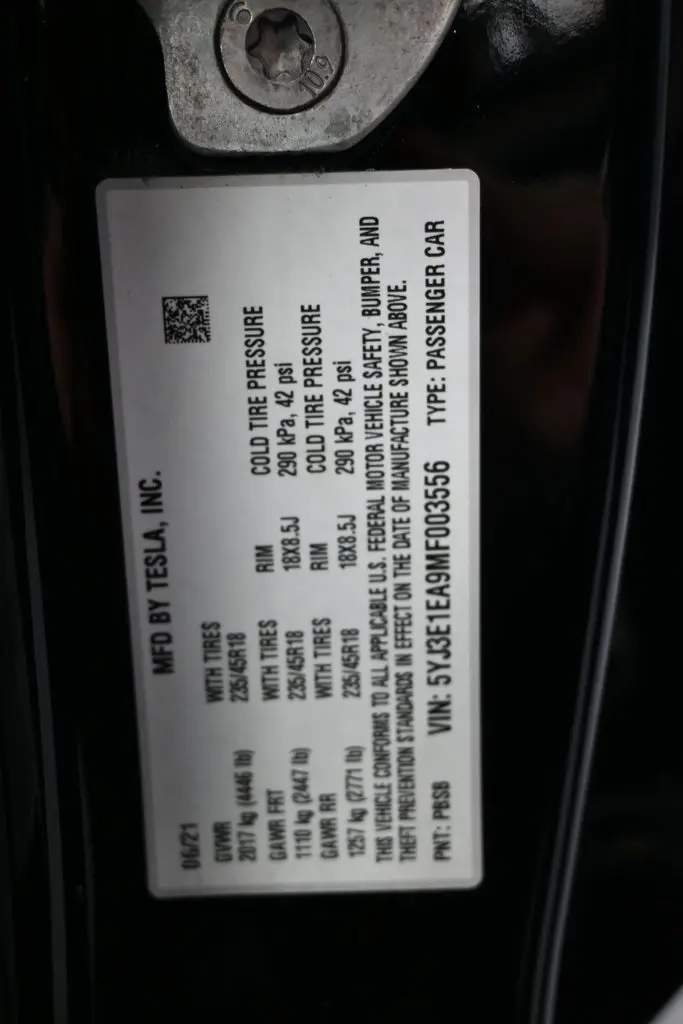 10.9
MFD BY TESLA, INC.
06/21
GVWR WITH TIRES
2017 kg (4446 lb) 235/45R18
GAWR FRT WITH TIRES RIM COLD TIRE PRESSURE
1110 kg (2447 lb) 235/45R18 18X8.5J 290 kPa, 42 psi
GAWR RR WITH TIRES RIM COLD TIRE PRESSURE
1257 kg (2771 lb) 235/45R18 18X8.5J 290 kPa, 42 psi
THIS VEHICLE CONFORMS TO ALL APPLICABLE U.S. FEDERAL MOTOR VEHICLE SAFETY, BUMPER, AND
THEFT PREVENTION STANDARDS IN EFFECT ON THE DATE OF MANUFACTURE SHOWN ABOVE.
PNT: PBSB VIN: 5YJ3E1EA9MF003556 TYPE: PASSENGER CAR